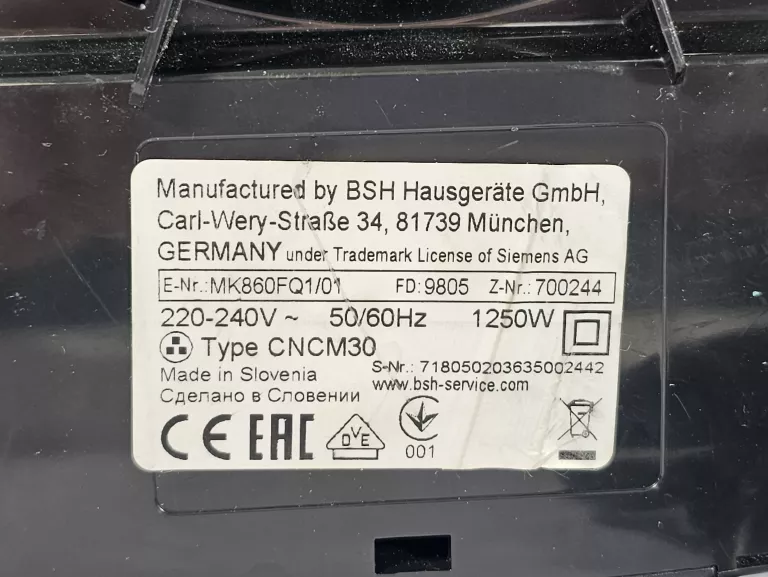 Manufactured by BSH Hausgeräte GmbH,
Carl-Wery-Straße 34, 81739 München,
GERMANY under Trademark License of Siemens AG
E-Nr.:MK860FQ1/01 FD:9805 Z-Nr.:700244
220-240V ~ 50/60Hz 1250W
Type CNCM30
S-Nr.: 718050203635002442
Made in Slovenia www.bsh-service.com
Сделано в Словении
CE EAC DVE 001